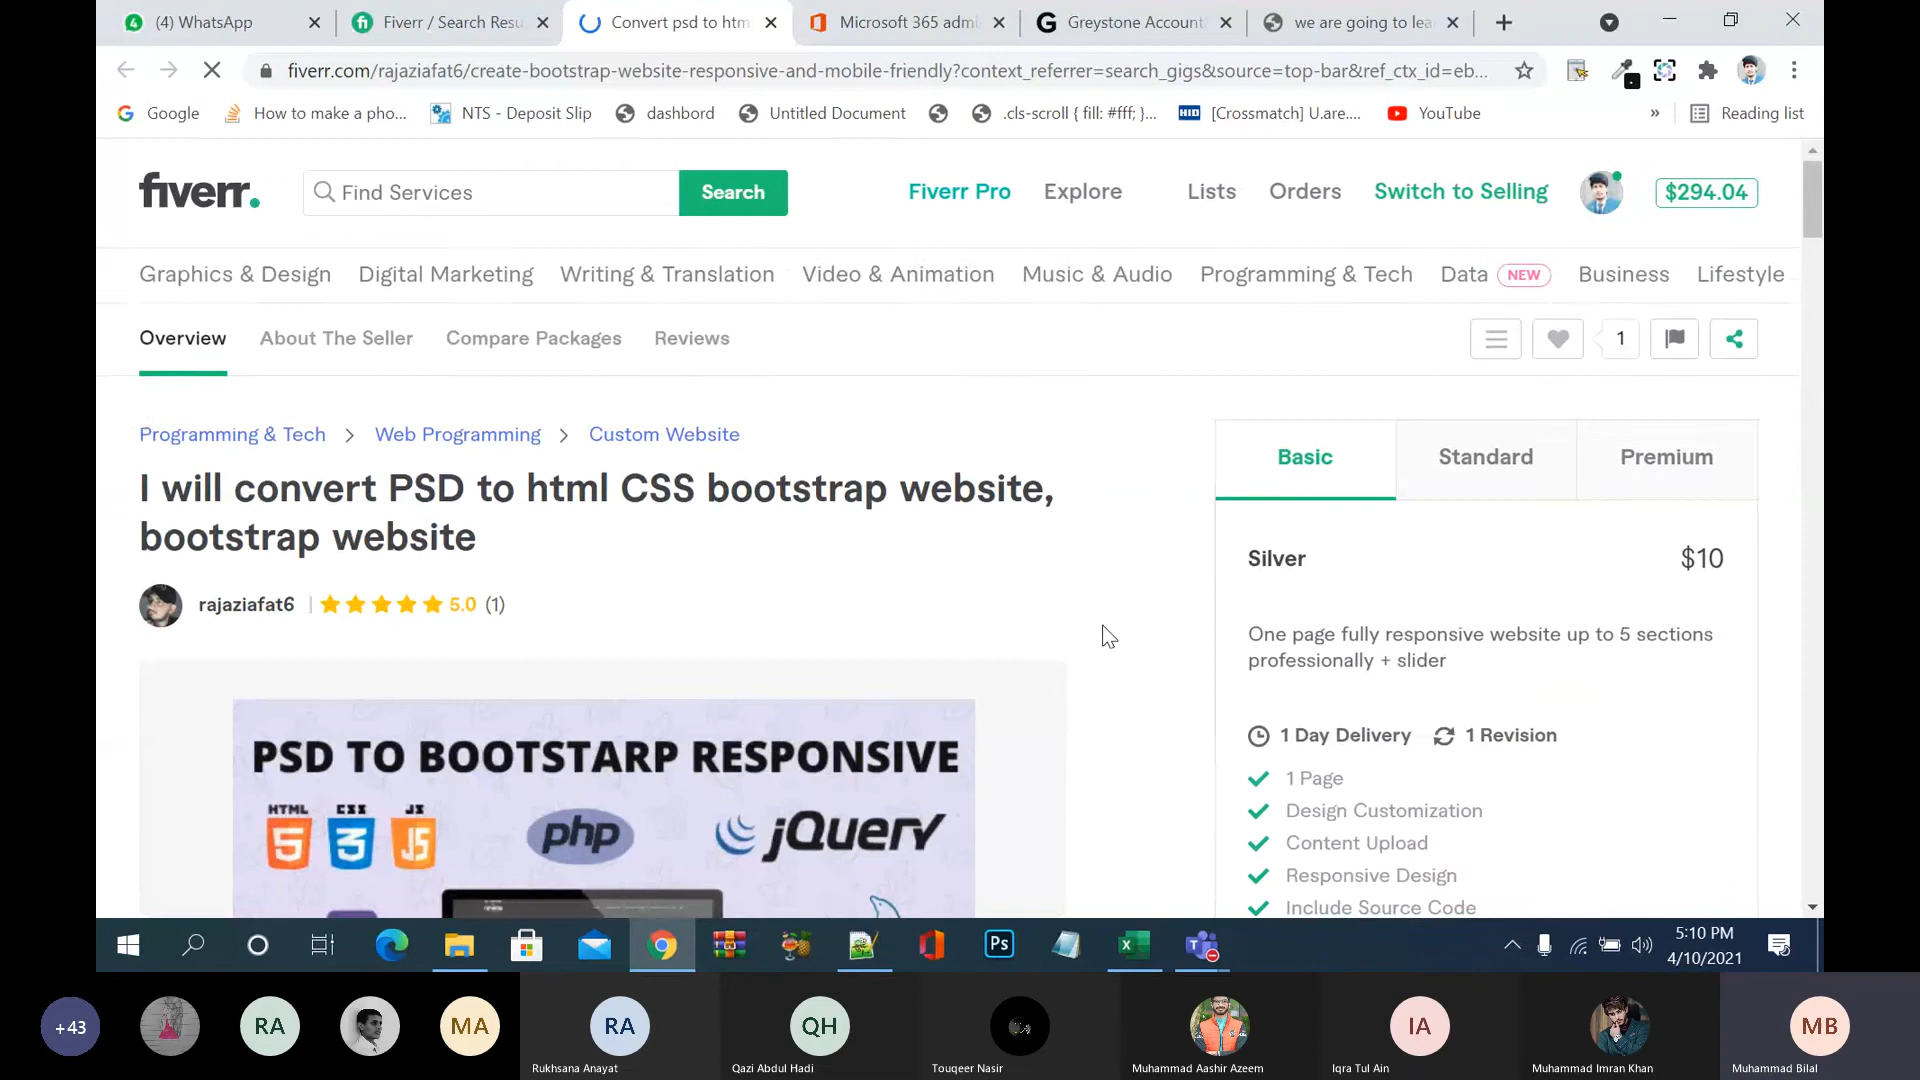 (4) WhatsApp
Fiverr / Search Resu
Convert psd to htm
Microsoft 365 admi
Greystone Account
we are going to lea
fiverr.com/rajaziafat6/create-bootstrap-website-responsive-and-mobile-friendly?context_referrer=search_gigs&source=top-bar&ref_ctx_id=eb...
Google
How to make a pho...
NTS - Deposit Slip
dashbord
Untitled Document
.cls-scroll { fill: #fff; }...
HID
[Crossmatch] U.are....
YouTube
»
Reading list
fiverr.
Find Services
Search
Fiverr Pro
Explore
Lists
Orders
Switch to Selling
$294.04
Graphics & Design
Digital Marketing
Writing & Translation
Video & Animation
Music & Audio
Programming & Tech
Data NEW
Business
Lifestyle
Overview
About The Seller
Compare Packages
Reviews
1
Programming & Tech > Web Programming > Custom Website
I will convert PSD to html CSS bootstrap website,
bootstrap website
rajaziafat6 | 5.0 (1)
PSD TO BOOTSTARP RESPONSIVE
HTML
5
CSS
3
JS
JS
php
jQuery
Basic
Standard
Premium
Silver
$10
One page fully responsive website up to 5 sections
professionally + slider
1 Day Delivery
1 Revision
1 Page
Design Customization
Content Upload
Responsive Design
Include Source Code
Ps
5:10 PM
4/10/2021
+43
RA
MA
RA
Rukhsana Anayat
QH
Qazi Abdul Hadi
Touqeer Nasir
Muhammad Aashir Azeem
IA
Iqra Tul Ain
Muhammad Imran Khan
MB
Muhammad Bilal